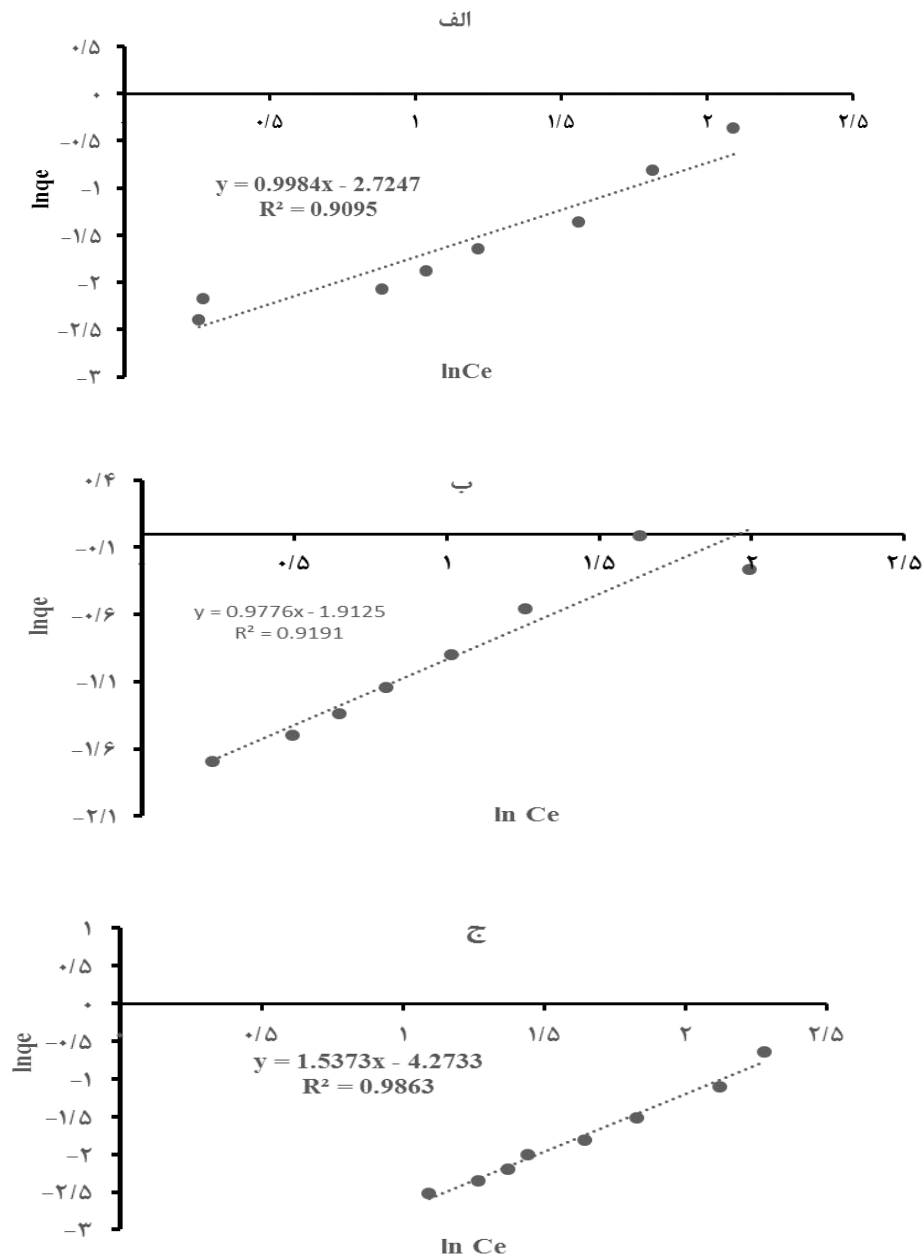 الف
۰/۵
۰
۰/۵ ۱ ۱/۵ ۲ ۲/۵
−۰/۵
−۱
−۱/۵
−۲
−۲/۵
−۳
lnqe
y = 0.9984x - 2.7247
R² = 0.9095
lnCe
ب
۰/۴
−۰/۱
۰/۵ ۱ ۱/۵ ۲ ۲/۵
−۰/۶
−۱/۱
−۱/۶
−۲/۱
lnqe
y = 0.9776x - 1.9125
R² = 0.9191
ln Ce
ج
۱
۰/۵
۰
۰/۵ ۱ ۱/۵ ۲ ۲/۵
−۰/۵
−۱
−۱/۵
−۲
−۲/۵
−۳
lnqe
y = 1.5373x - 4.2733
R² = 0.9863
ln Ce